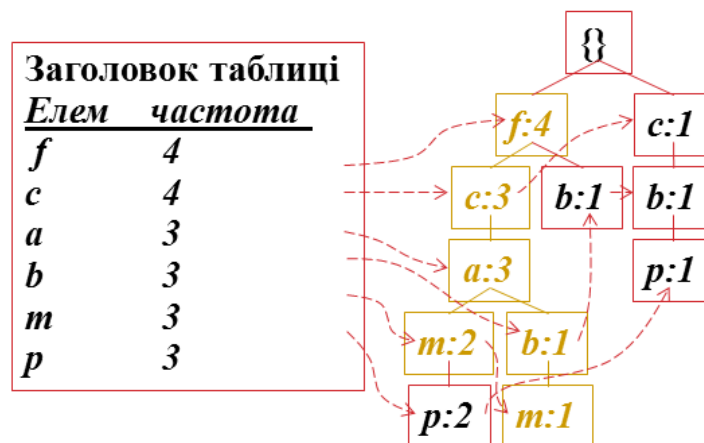 Заголовок таблиці
Елем частота
f 4
c 4
a 3
b 3
m 3
p 3
{}
f:4 c:1
c:3 b:1 b:1
a:3 p:1
m:2 b:1
p:2 m:1